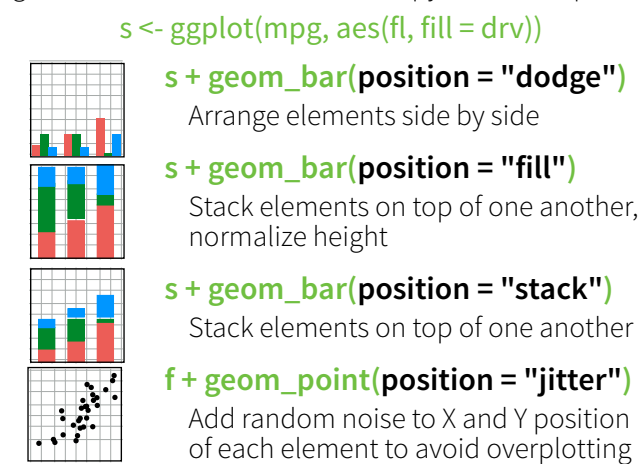 s <- ggplot(mpg, aes(fl, fill = drv))
s + geom_bar(position = "dodge")
Arrange elements side by side
s + geom_bar(position = "fill")
Stack elements on top of one another,
normalize height
s + geom_bar(position = "stack")
Stack elements on top of one another
f + geom_point(position = "jitter")
Add random noise to X and Y position
of each element to avoid overplotting